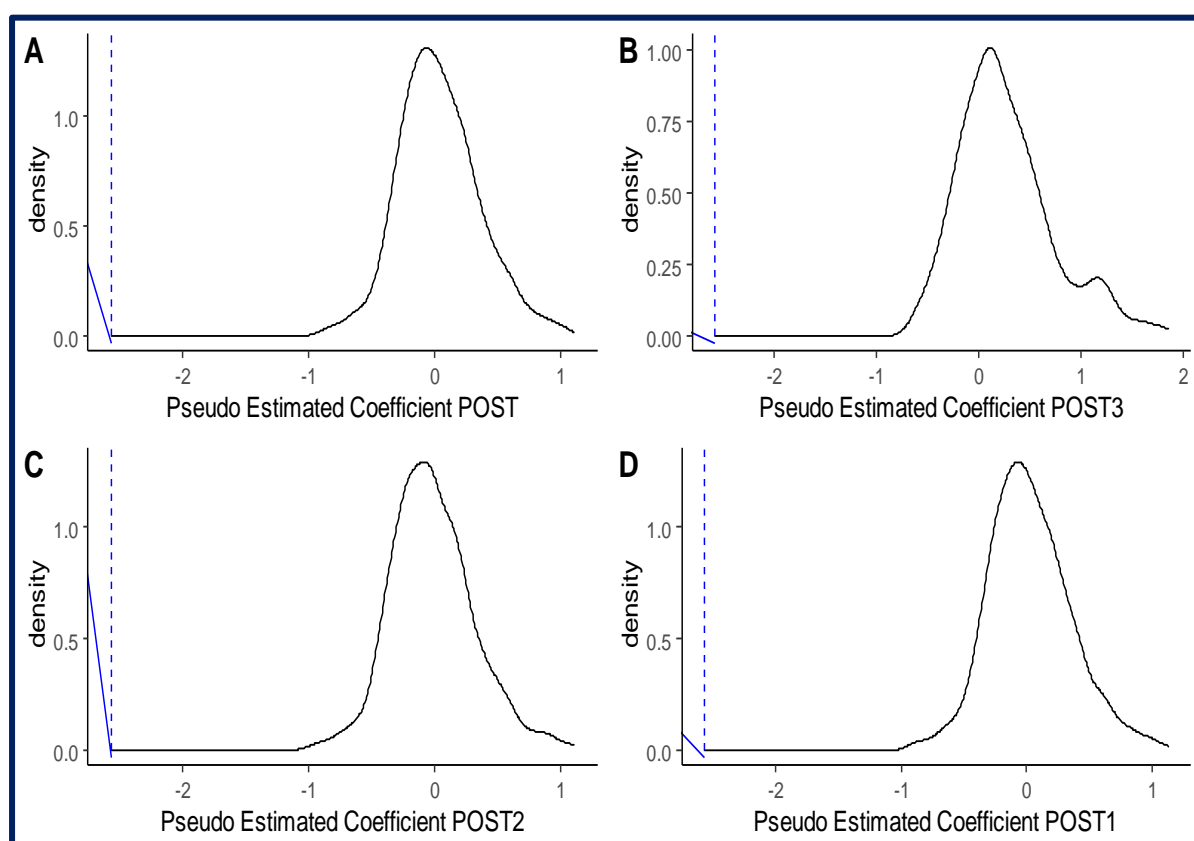 A
density
1.0
0.5
0.0
-2 -1 0 1
Pseudo Estimated Coefficient POST
B
density
1.00
0.75
0.50
0.25
0.00
-2 -1 0 1 2
Pseudo Estimated Coefficient POST3
C
density
1.0
0.5
0.0
-2 -1 0 1
Pseudo Estimated Coefficient POST2
D
density
1.0
0.5
0.0
-2 -1 0 1
Pseudo Estimated Coefficient POST1